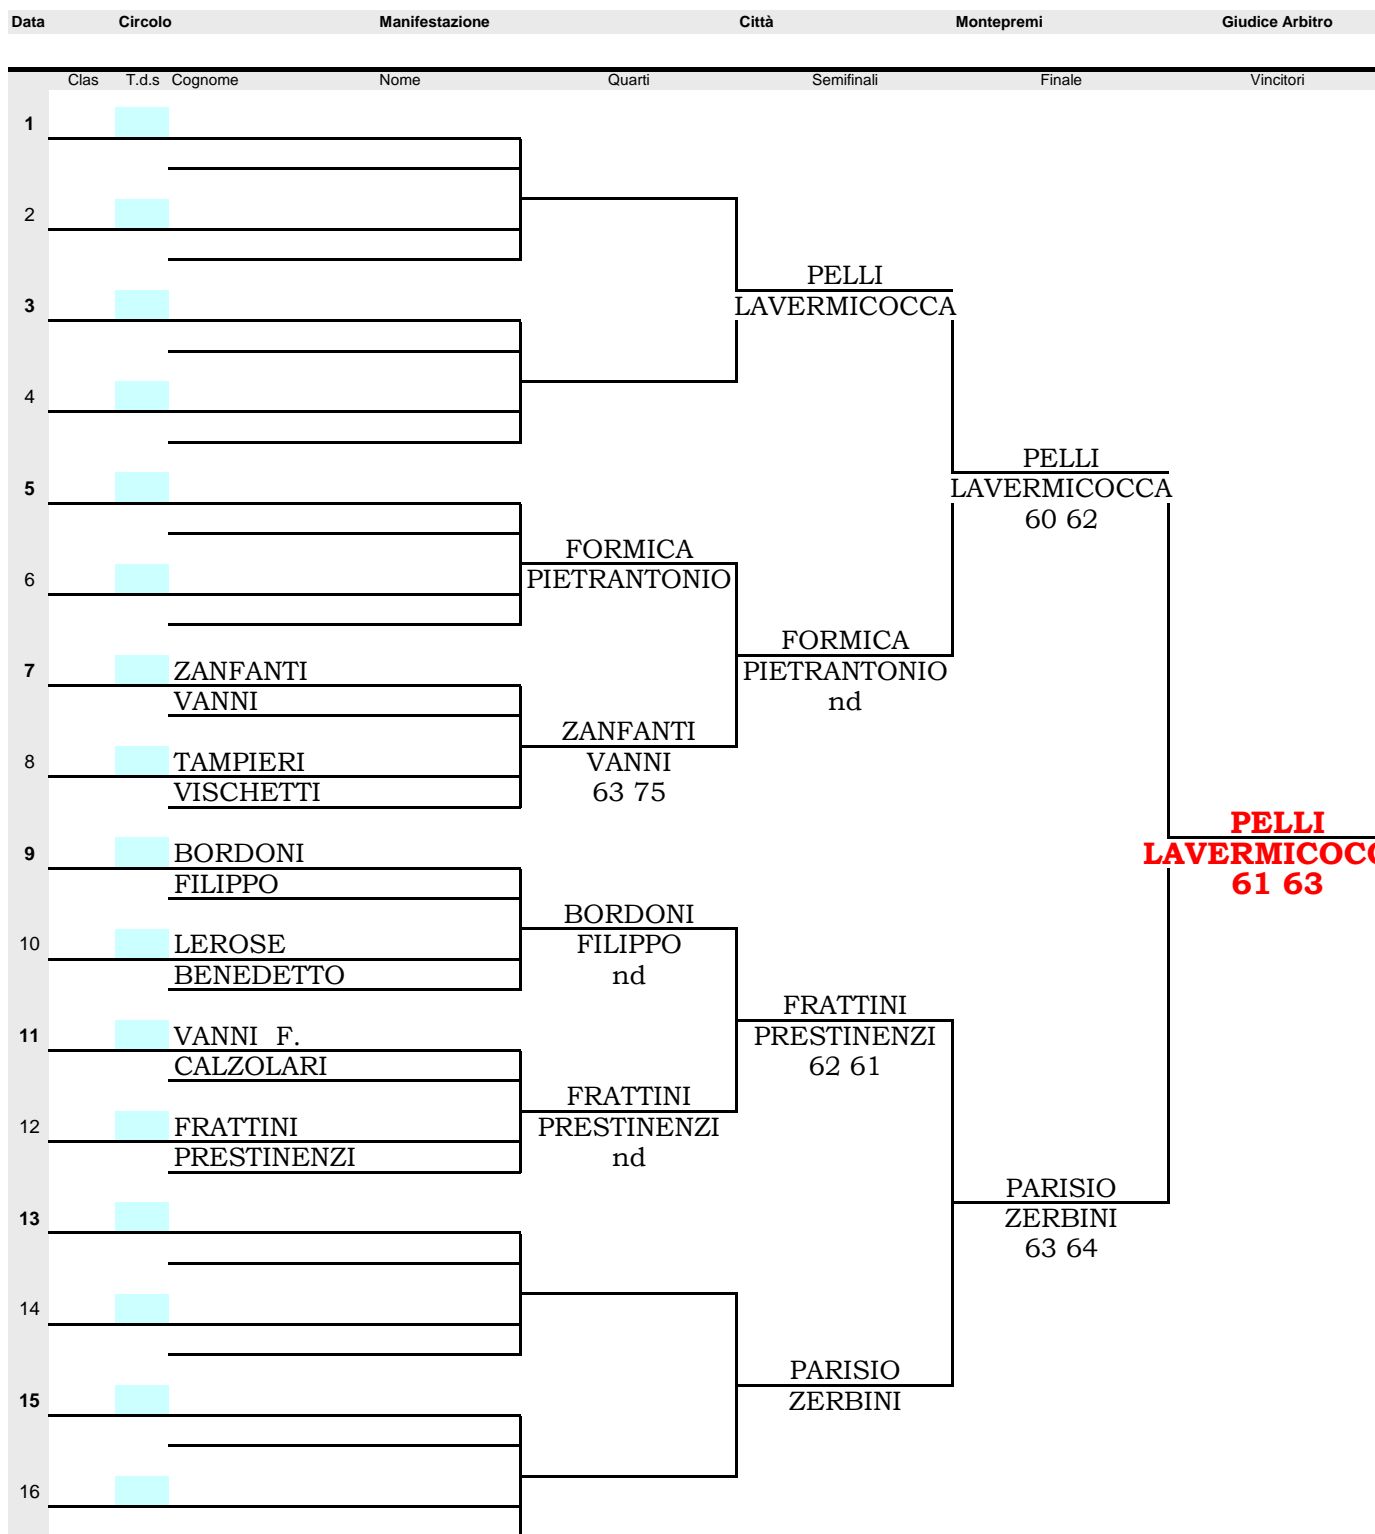 Data Circolo Manifestazione Città Montepremi Giudice Arbitro
Clas T.d.s Cognome Nome Quarti Semifinali Finale Vincitori
1
2
PELLI
3
LAVERMICOCCA
4
PELLI
5
LAVERMICOCCA
60 62
FORMICA
6
PIETRANTONIO
FORMICA
7 ZANFANTI
PIETRANTONIO
VANNI
nd
ZANFANTI
8 TAMPIERI
VANNI
VISCHETTI
63 75
PELLI
9 BORDONI
LAVERMICOCC
FILIPPO
61 63
BORDONI
10 LEROSE
FILIPPO
BENEDETTO
nd
FRATTINI
11 VANNI F.
PRESTINENZI
CALZOLARI
62 61
FRATTINI
12 FRATTINI
PRESTINENZI
PRESTINENZI
nd
PARISIO
13
ZERBINI
63 64
14
PARISIO
15
ZERBINI
16